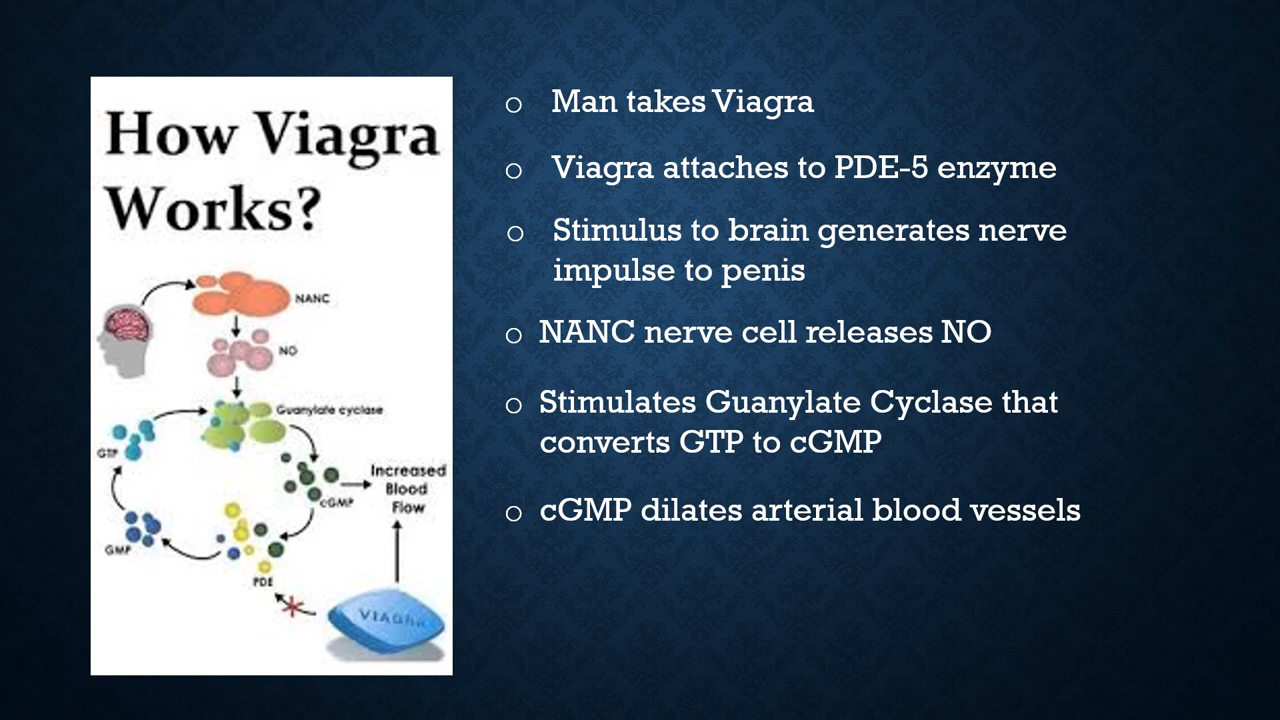 How Viagra
Works?
NANC
NO
Guanylate cyclase
GTP
cGMP
Increased
Blood
Flow
GMP
PDE
VIAGRA
o Man takes Viagra
o Viagra attaches to PDE-5 enzyme
o Stimulus to brain generates nerve
impulse to penis
o NANC nerve cell releases NO
o Stimulates Guanylate Cyclase that
converts GTP to cGMP
o cGMP dilates arterial blood vessels